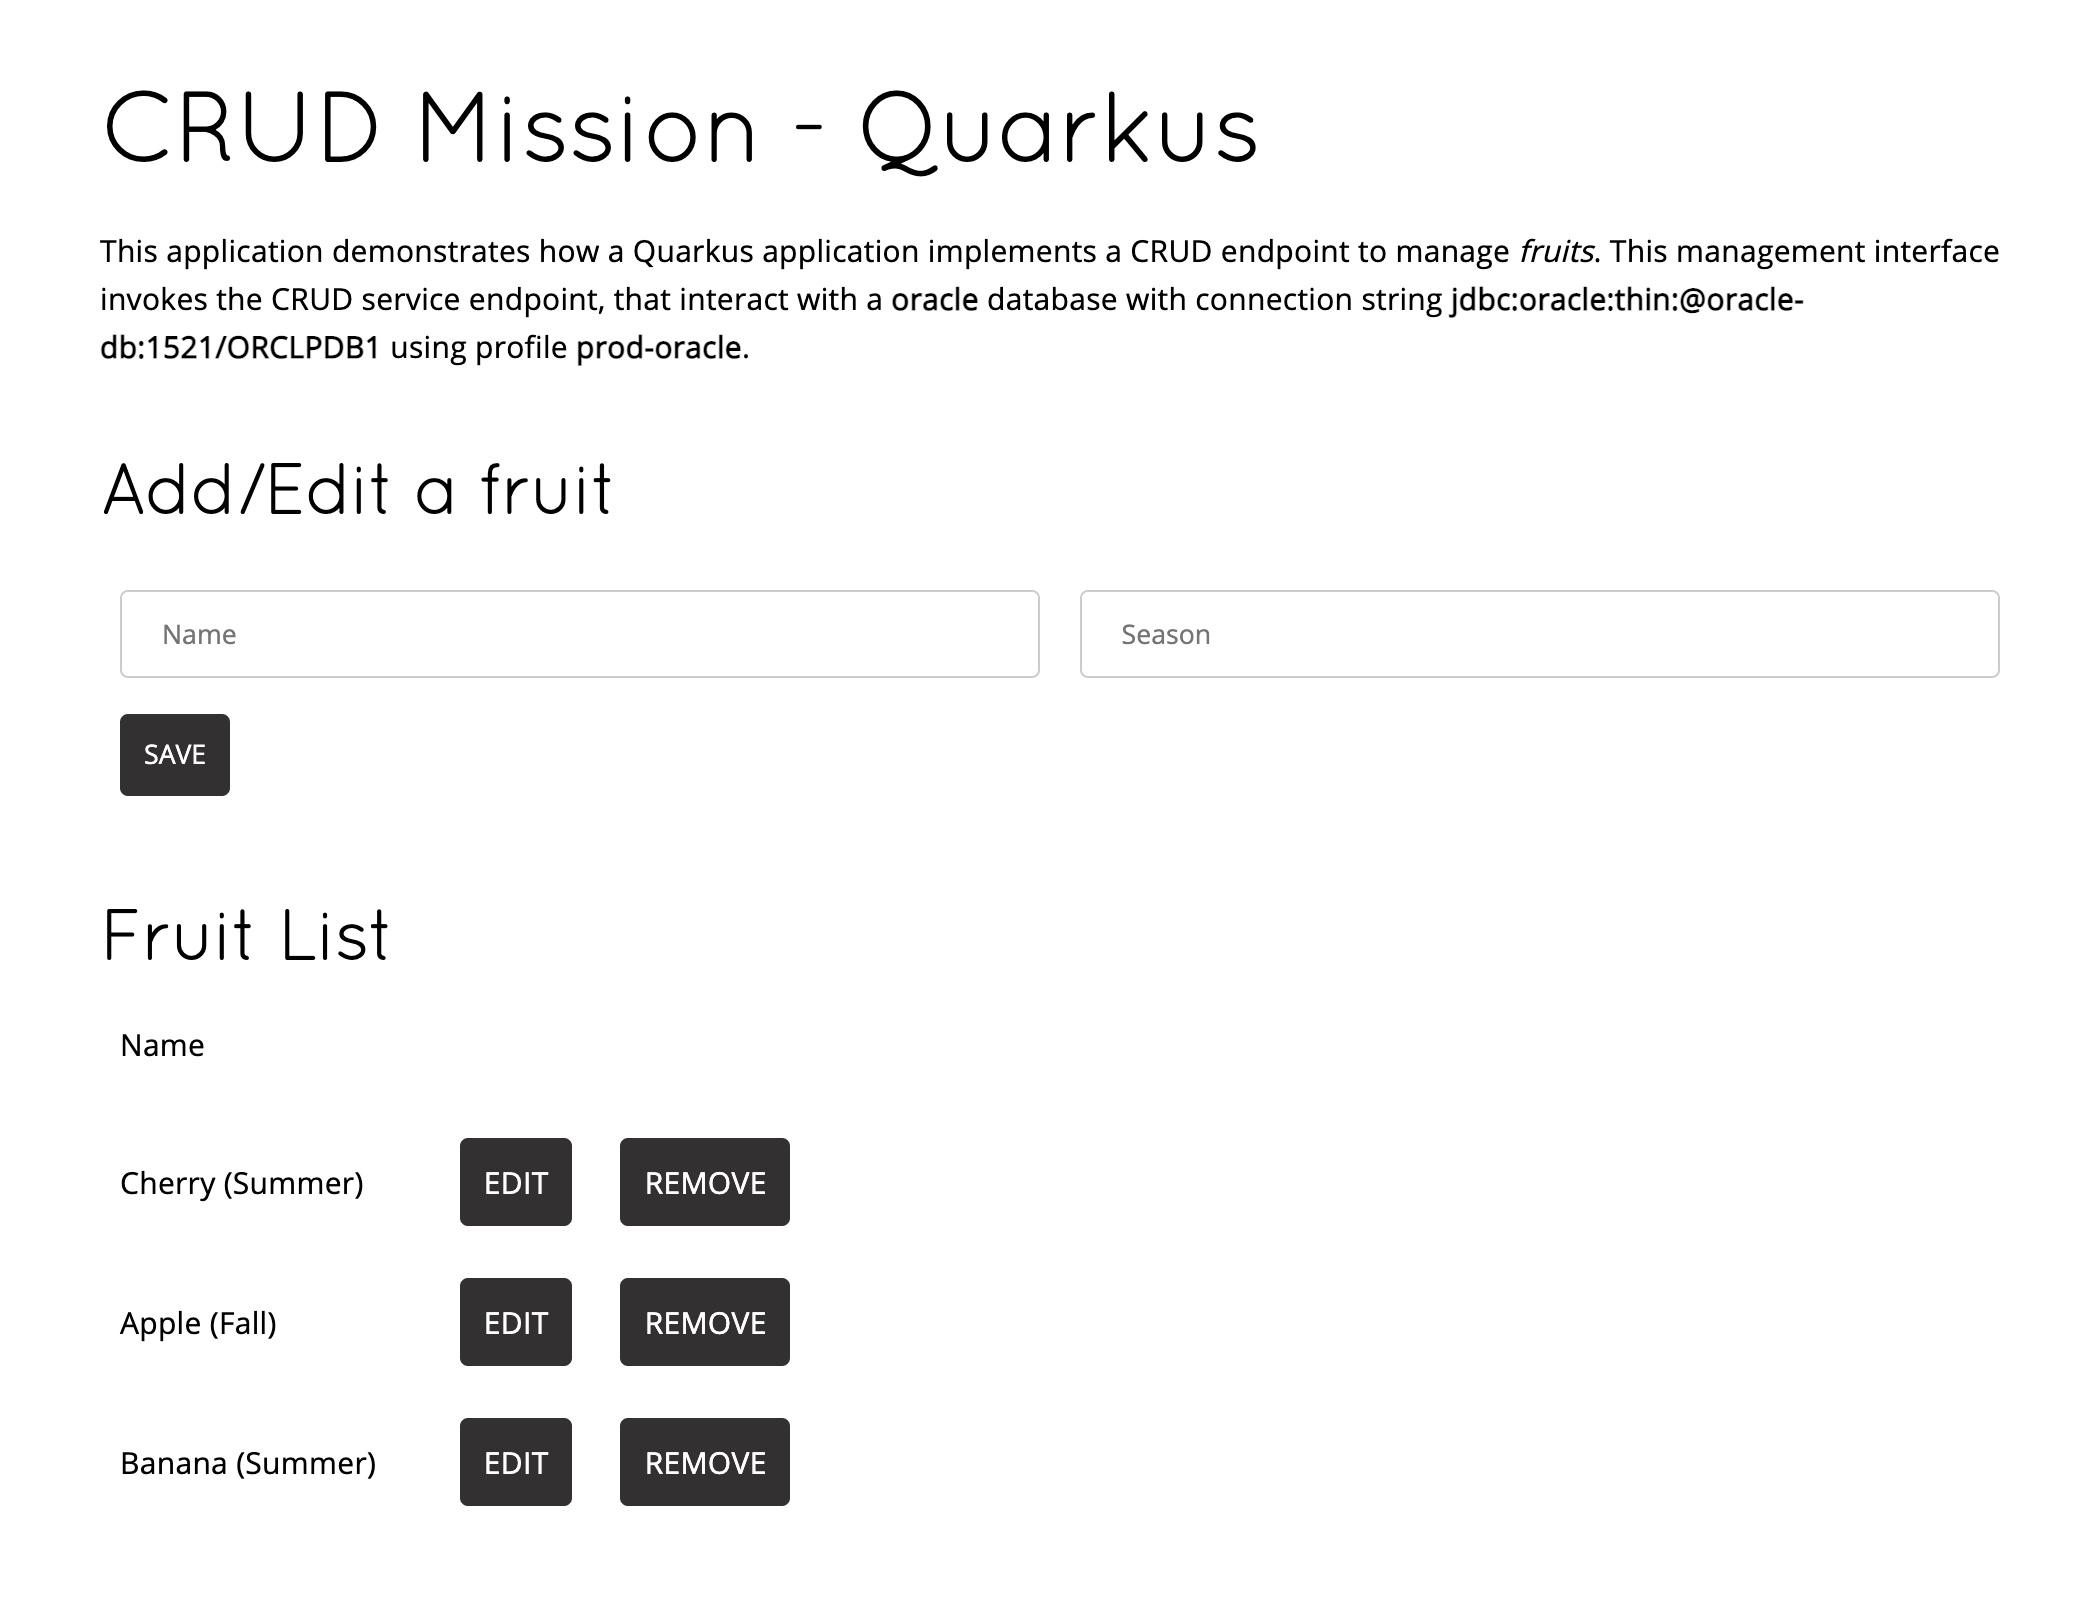 CRUD Mission - Quarkus
This application demonstrates how a Quarkus application implements a CRUD endpoint to manage fruits. This management interface
invokes the CRUD service endpoint, that interact with a oracle database with connection string jdbc:oracle:thin:@oracle-
db:1521/ORCLPDB1 using profile prod-oracle.
Add/Edit a fruit
Name Season
SAVE
Fruit List
Name
Cherry (Summer) EDIT REMOVE
Apple (Fall) EDIT REMOVE
Banana (Summer) EDIT REMOVE